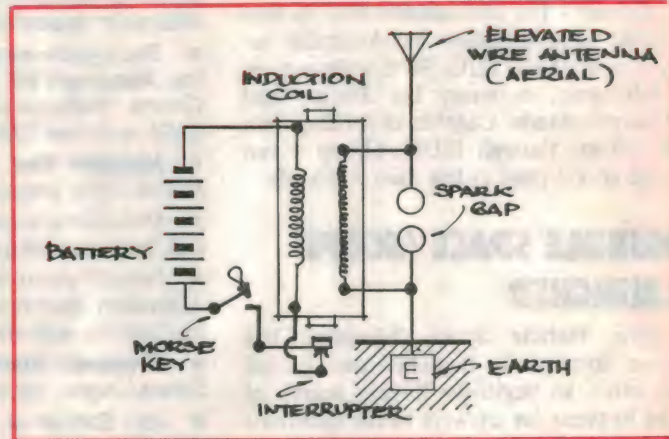 ELEVATED
WIRE ANTENNA
(AERIAL)
INDUCTION
COIL
SPARK
GAP
BATTERY
MORSE
KEY
E
EARTH
INTERRUPTER